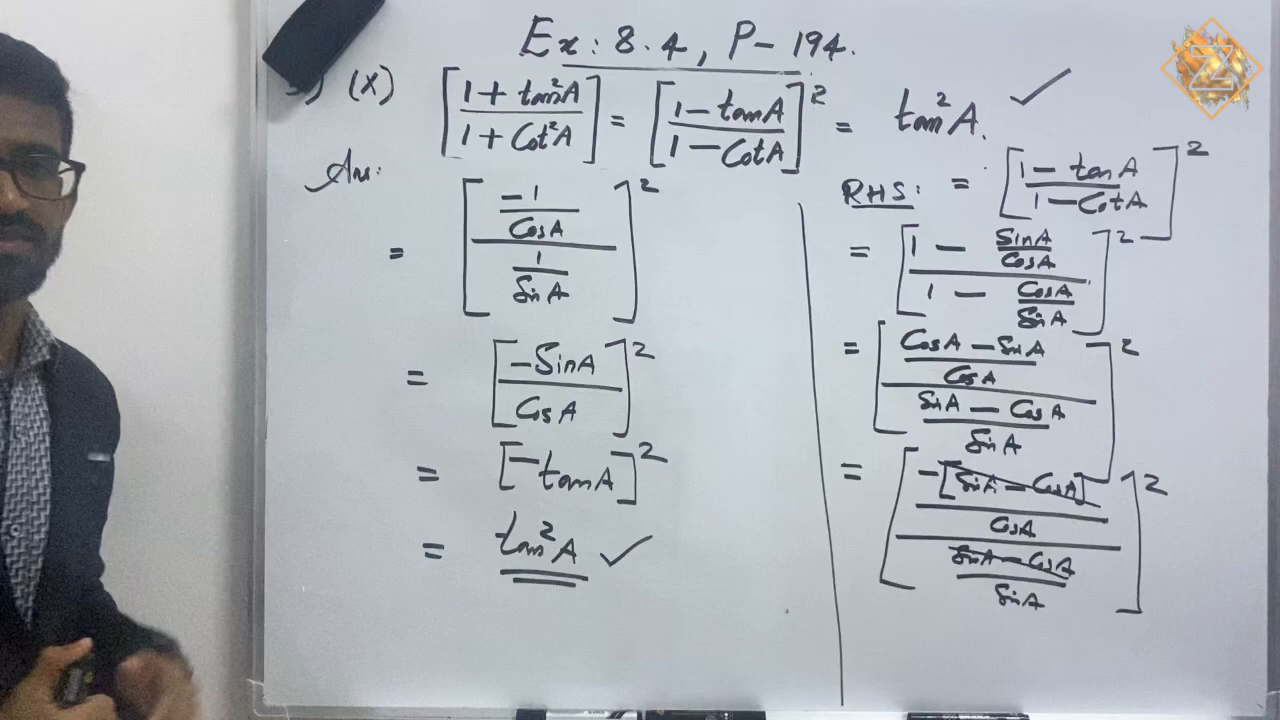 Ex: 8.4, P- 194.
(X) [1 + tan²A / 1 + Cot²A] = [1 - tanA / 1 - CotA]² = tan²A. ✓
Ans:
= [-1/CosA / 1/SinA]²
= [-SinA / CosA]²
= [-tanA]²
= tan²A ✓
RHS: = [1 - tanA / 1 - CotA]²
= [1 - SinA/CosA / 1 - CosA/SinA]²
= [CosA - SinA/CosA / SinA - CosA/SinA]²
= [-[SinA - CosA]/CosA / SinA - CosA/SinA]²
Z